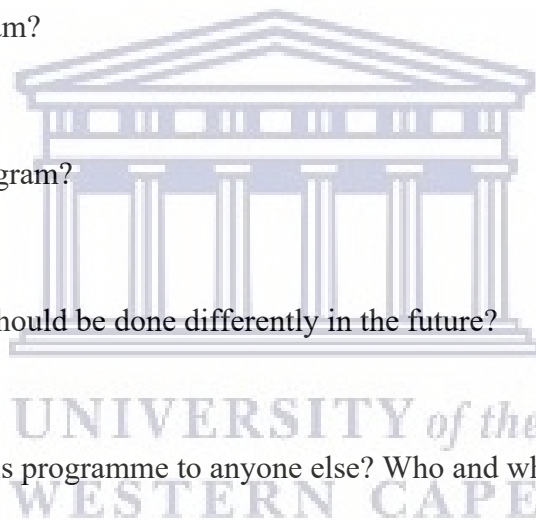 am?
gram?
hould be done differently in the future?
UNIVERSITY of the
s programme to anyone else? Who and wh
WESTERN CAPE